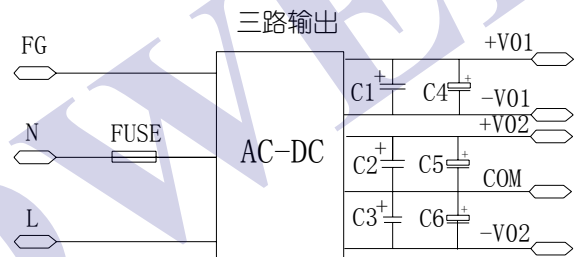 三路输出
FG
N
FUSE
L
AC-DC
C1
+
C4
+
C2
+
C5
+
C3
+
C6
+
+V01
-V01
+V02
COM
-V02